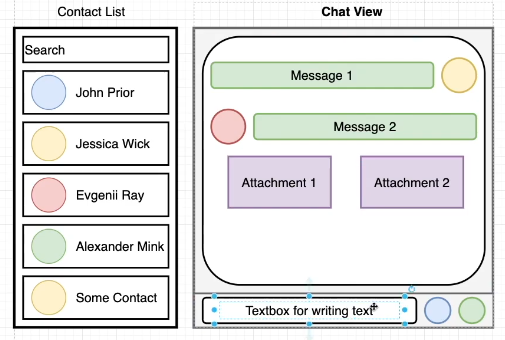 Contact List
Search
John Prior
Jessica Wick
Evgenii Ray
Alexander Mink
Some Contact
Chat View
Message 1
Message 2
Attachment 1
Attachment 2
Textbox for writing text